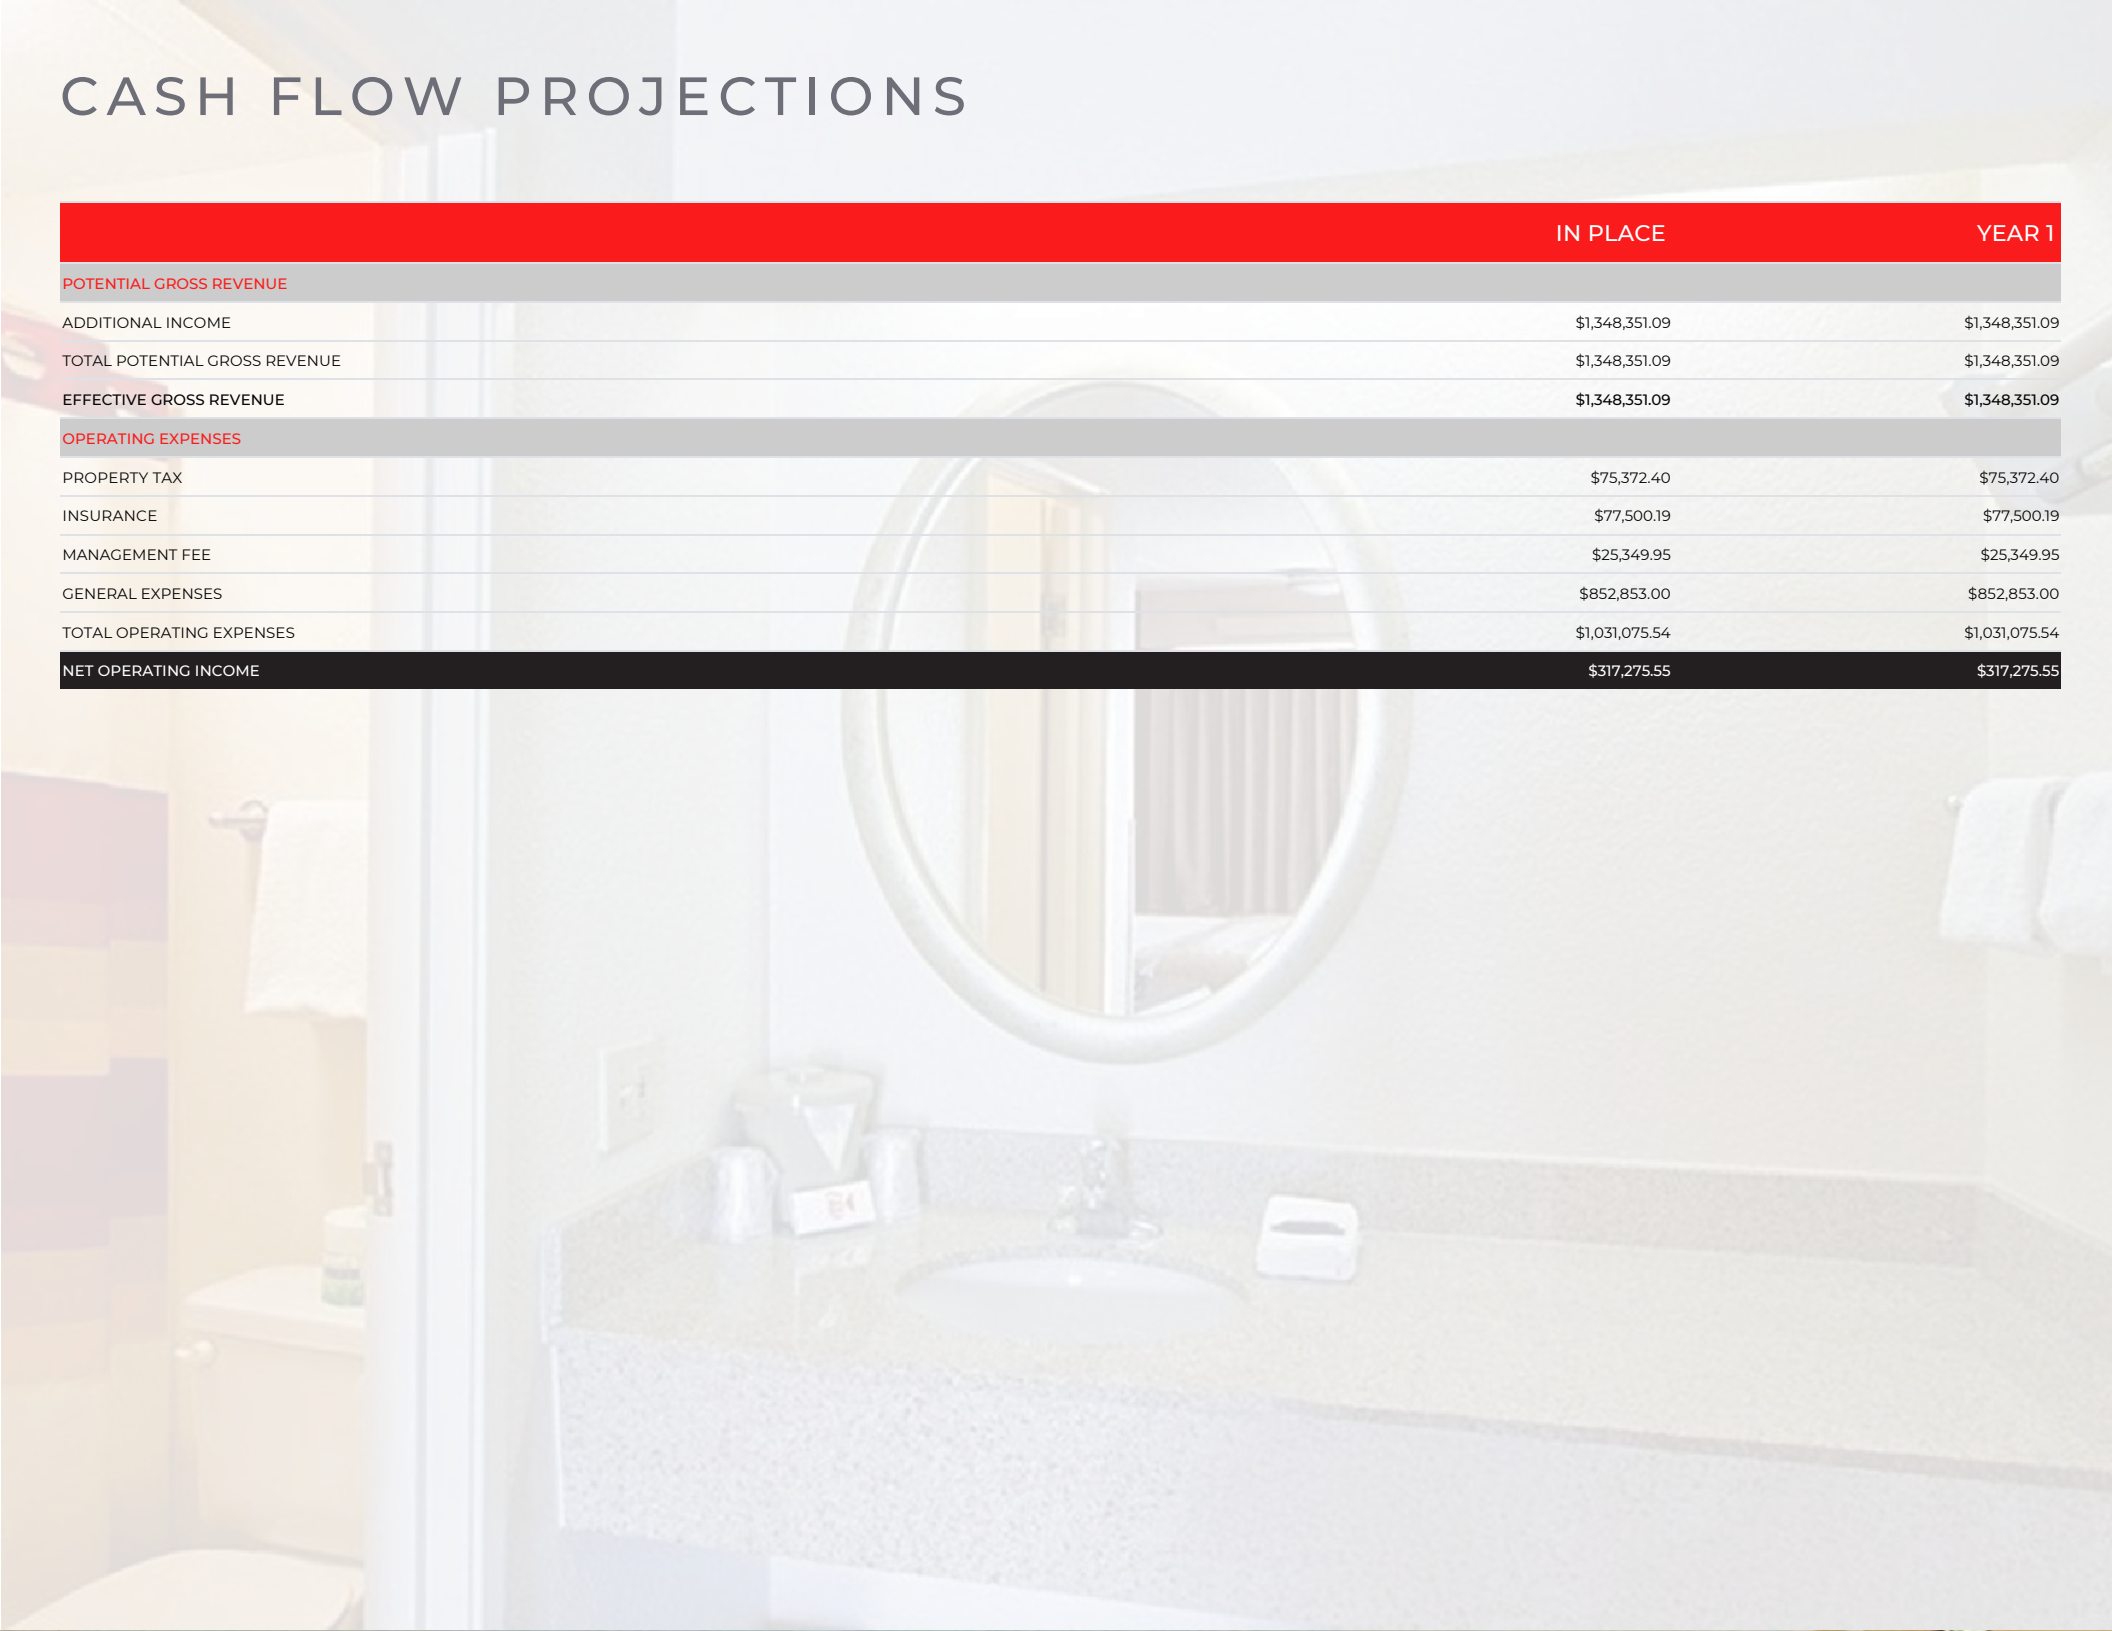 CASH FLOW PROJECTIONS
IN PLACE YEAR 1
POTENTIAL GROSS REVENUE
ADDITIONAL INCOME $1,348,351.09 $1,348,351.09
TOTAL POTENTIAL GROSS REVENUE $1,348,351.09 $1,348,351.09
EFFECTIVE GROSS REVENUE $1,348,351.09 $1,348,351.09
OPERATING EXPENSES
PROPERTY TAX $75,372.40 $75,372.40
INSURANCE $77,500.19 $77,500.19
MANAGEMENT FEE $25,349.95 $25,349.95
GENERAL EXPENSES $852,853.00 $852,853.00
TOTAL OPERATING EXPENSES $1,031,075.54 $1,031,075.54
NET OPERATING INCOME $317,275.55 $317,275.55